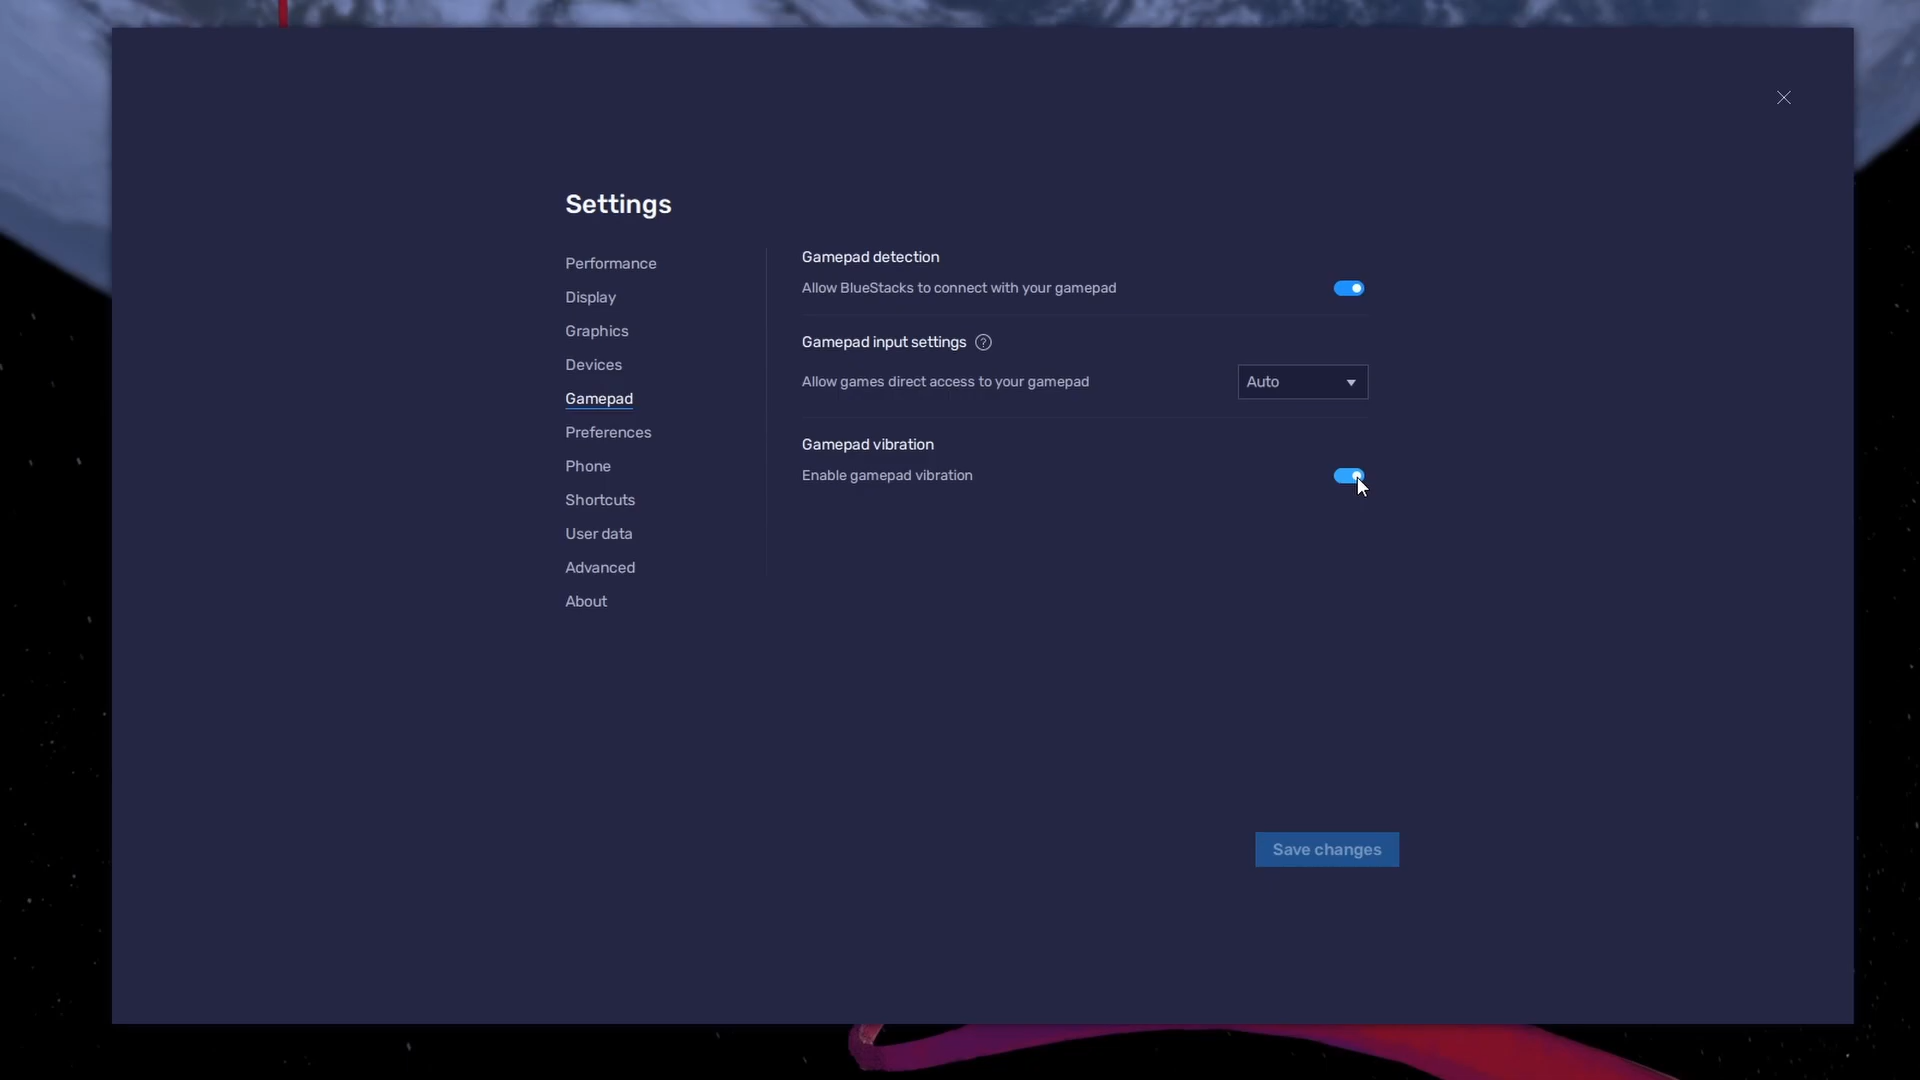 Settings
Performance
Display
Graphics
Devices
Gamepad
Preferences
Phone
Shortcuts
User data
Advanced
About
Gamepad detection
Allow BlueStacks to connect with your gamepad
Gamepad input settings ?
Allow games direct access to your gamepad
Auto
Gamepad vibration
Enable gamepad vibration
Save changes